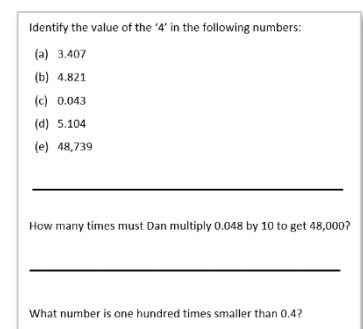 Identify the value of the ‘4’ in the following numbers:
(a) 3.407
(b) 4.821
(c) 0.043
(d) 5.104
(e) 48,739
How many times must Dan multiply 0.048 by 10 to get 48,000?
What number is one hundred times smaller than 0.4?